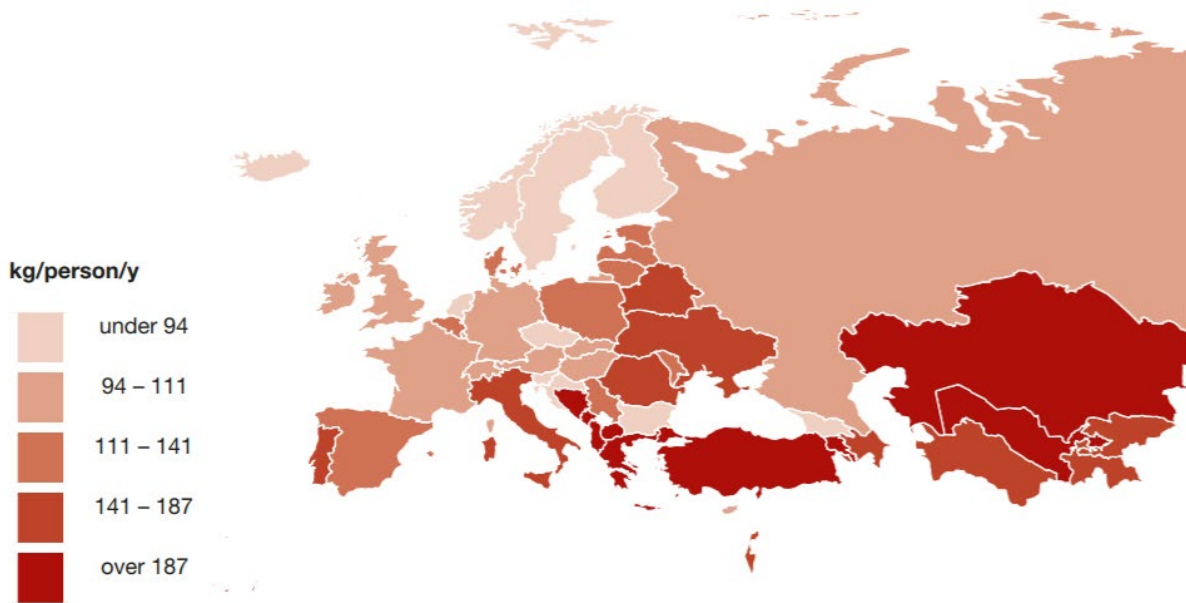 kg/person/y
under 94
94 – 111
111 – 141
141 – 187
over 187